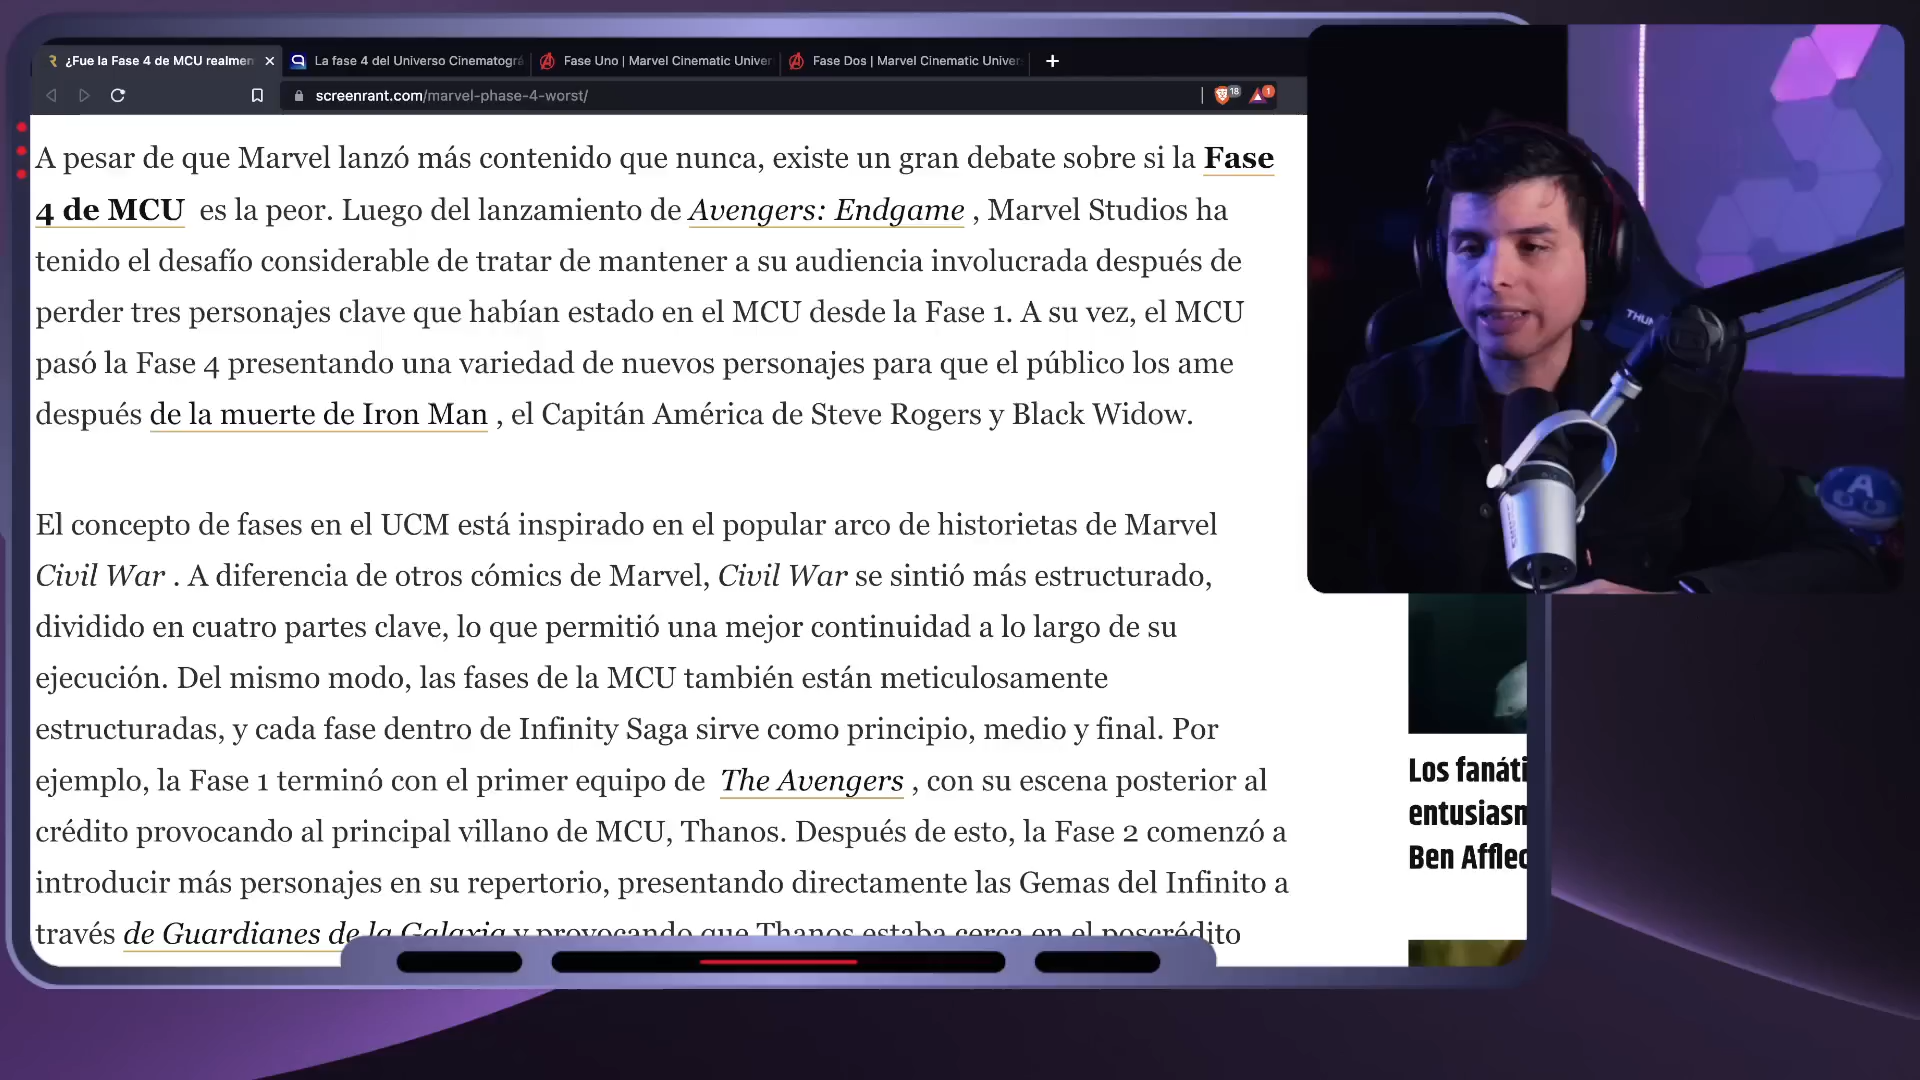 ¿Fue la Fase 4 de MCU realmen
La fase 4 del Universo Cinematográ
Fase Uno | Marvel Cinematic Univer
Fase Dos | Marvel Cinematic Univer
screenrant.com/marvel-phase-4-worst/
18
1
A pesar de que Marvel lanzó más contenido que nunca, existe un gran debate sobre si la Fase
4 de MCU es la peor. Luego del lanzamiento de Avengers: Endgame , Marvel Studios ha
tenido el desafío considerable de tratar de mantener a su audiencia involucrada después de
perder tres personajes clave que habían estado en el MCU desde la Fase 1. A su vez, el MCU
pasó la Fase 4 presentando una variedad de nuevos personajes para que el público los ame
después de la muerte de Iron Man , el Capitán América de Steve Rogers y Black Widow.
El concepto de fases en el UCM está inspirado en el popular arco de historietas de Marvel
Civil War . A diferencia de otros cómics de Marvel, Civil War se sintió más estructurado,
dividido en cuatro partes clave, lo que permitió una mejor continuidad a lo largo de su
ejecución. Del mismo modo, las fases de la MCU también están meticulosamente
estructuradas, y cada fase dentro de Infinity Saga sirve como principio, medio y final. Por
ejemplo, la Fase 1 terminó con el primer equipo de The Avengers , con su escena posterior al
crédito provocando al principal villano de MCU, Thanos. Después de esto, la Fase 2 comenzó a
introducir más personajes en su repertorio, presentando directamente las Gemas del Infinito a
través de Guardianes de la Galaxia y provocando que Thanos estaba cerca en el poscrédito
Los fanáti
entusiasm
Ben Afflec
THUN
A